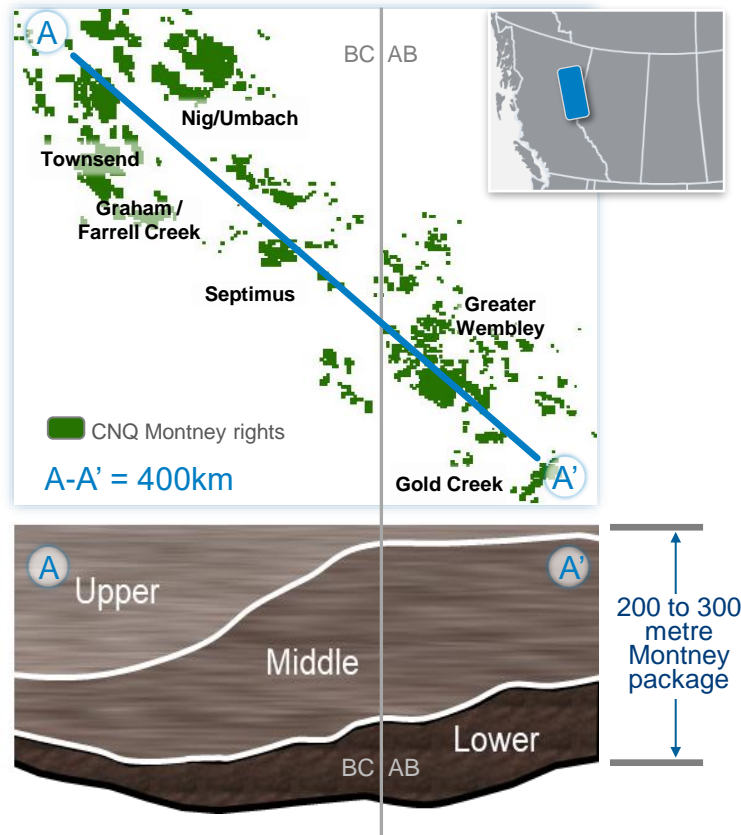 A
BC AB
Nig/Umbach
Townsend
Graham /
Farrell Creek
Septimus
Greater
Wembley
CNQ Montney rights
A-A’ = 400km
Gold Creek
A’
A
A’
Upper
Middle
Lower
BC AB
200 to 300
metre
Montney
package